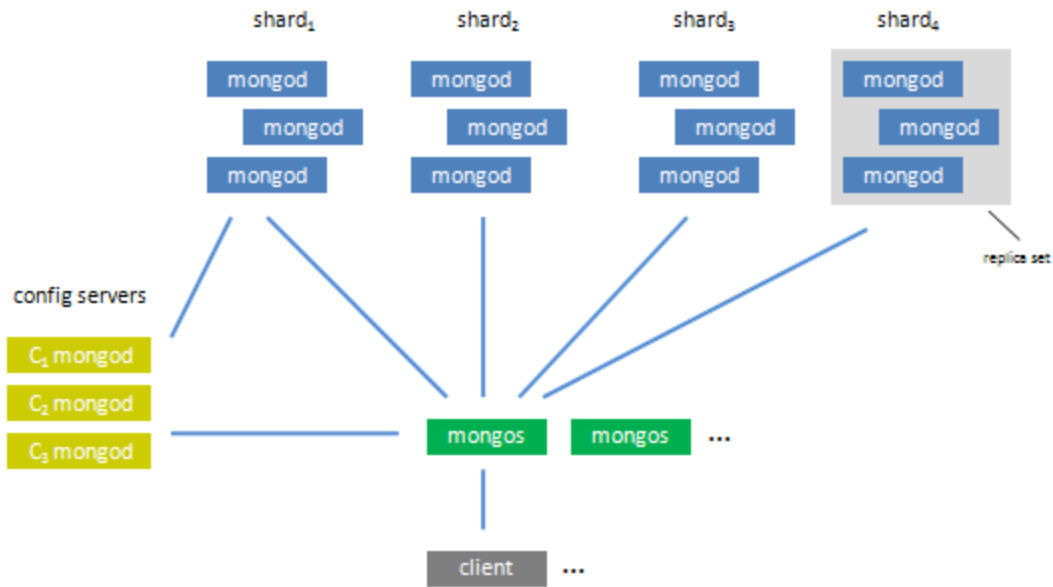 shard₁ shard₂ shard₃ shard₄
mongod mongod mongod mongod
mongod mongod mongod mongod
mongod mongod mongod mongod
replica set
config servers
C₁ mongod
C₂ mongod
C₃ mongod
mongos mongos ...
client ...